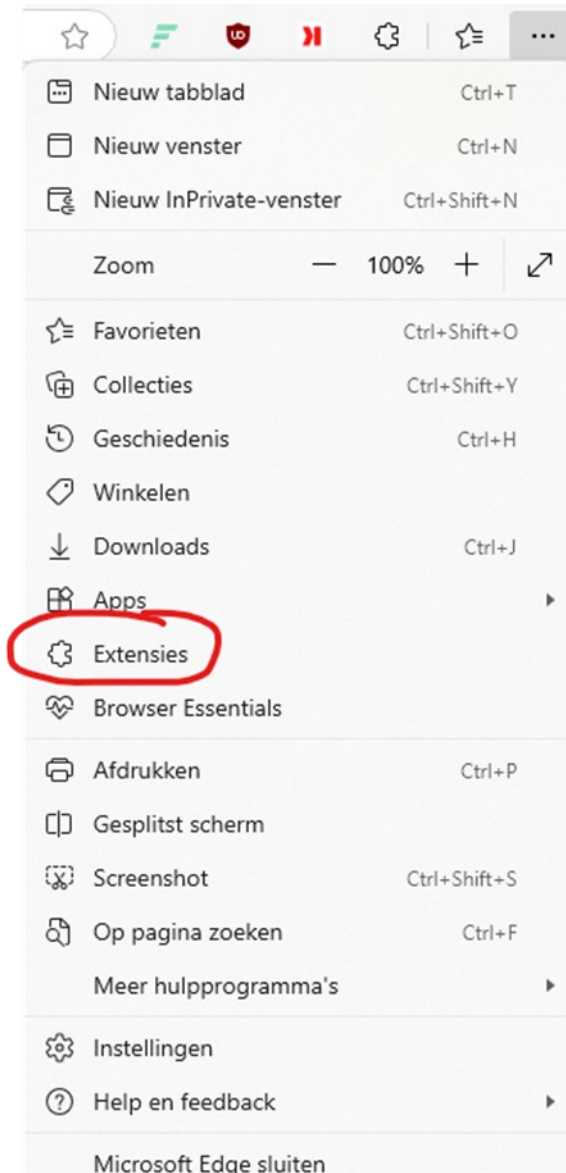 Nieuw tabblad Ctrl+T
Nieuw venster Ctrl+N
Nieuw InPrivate-venster Ctrl+Shift+N
Zoom — 100% +
Favorieten Ctrl+Shift+O
Collecties Ctrl+Shift+Y
Geschiedenis Ctrl+H
Winkelen
Downloads Ctrl+J
Apps
Extensies
Browser Essentials
Afdrukken Ctrl+P
Gesplitst scherm
Screenshot Ctrl+Shift+S
Op pagina zoeken Ctrl+F
Meer hulpprogramma's
Instellingen
Help en feedback
Microsoft Edge sluiten